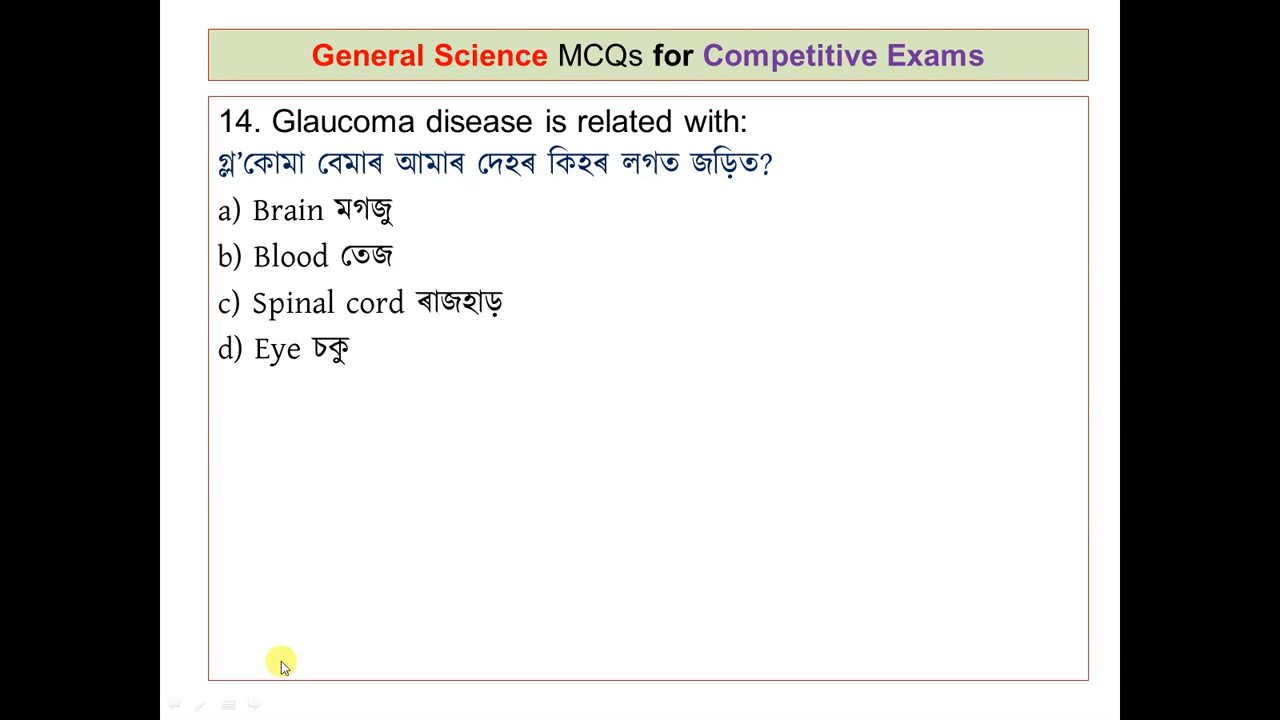 General Science MCQs for Competitive Exams
14. Glaucoma disease is related with:
গ্ল'কোমা বেমাৰ আমাৰ দেহৰ কিহৰ লগত জড়িত?
a) Brain মগজু
b) Blood তেজ
c) Spinal cord ৰাজহাড়
d) Eye চকু